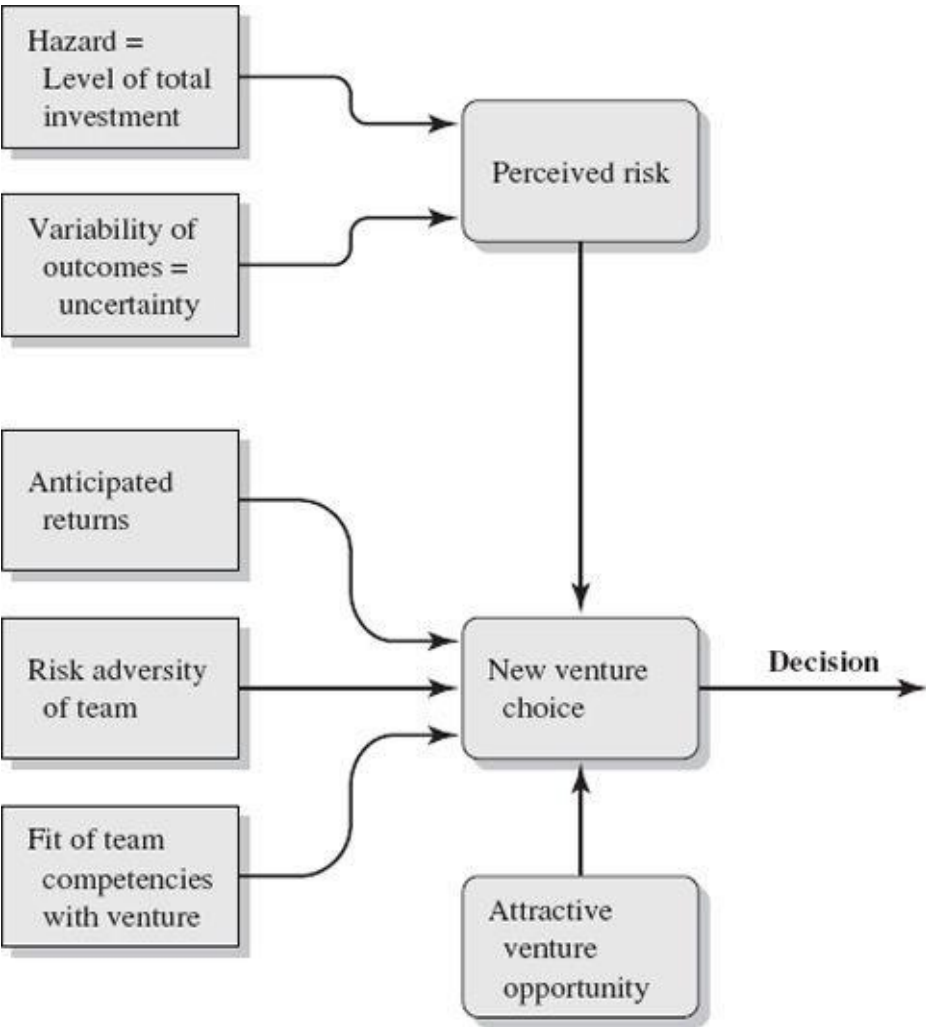 Hazard =
Level of total
investment
Perceived risk
Variability of
outcomes =
uncertainty
Anticipated
returns
Risk adversity
of team
New venture
choice
Decision
Fit of team
competencies
with venture
Attractive
venture
opportunity